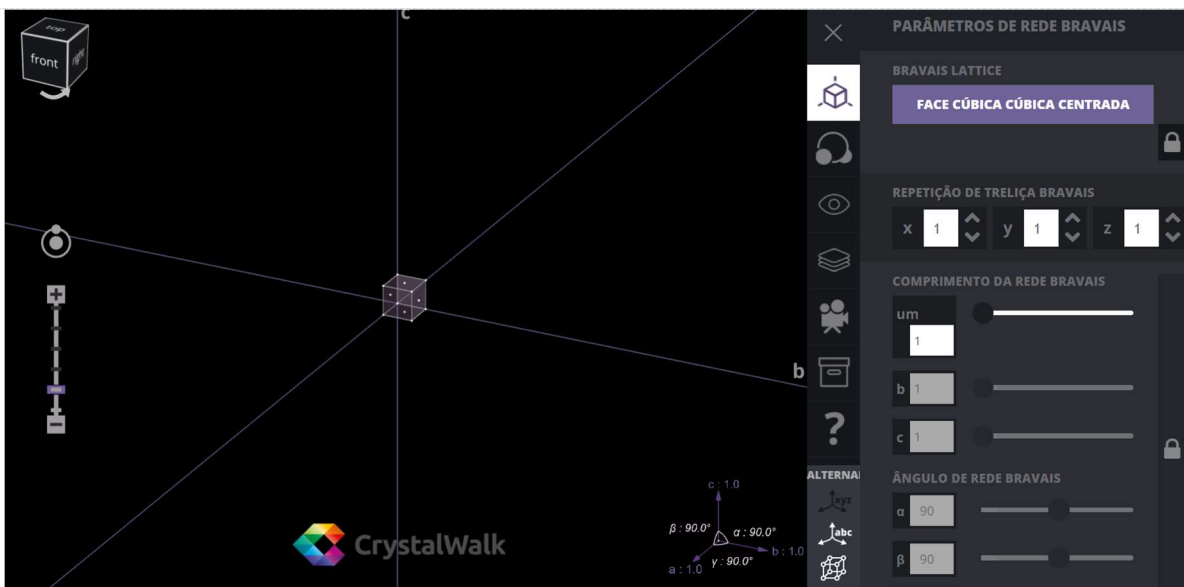 c
top
front
right
b
c : 1.0
β : 90.0°
α : 90.0°
b : 1.0
a : 1.0
γ : 90.0°
CrystalWalk
PARÂMETROS DE REDE BRAVAIS
BRAVAIS LATTICE
FACE CÚBICA CÚBICA CENTRADA
REPETIÇÃO DE TRELIÇA BRAVAIS
x 1 y 1 z 1
COMPRIMENTO DA REDE BRAVAIS
um
1
b 1
c 1
?
ALTERNA
xyz
abc
ÂNGULO DE REDE BRAVAIS
α 90
β 90